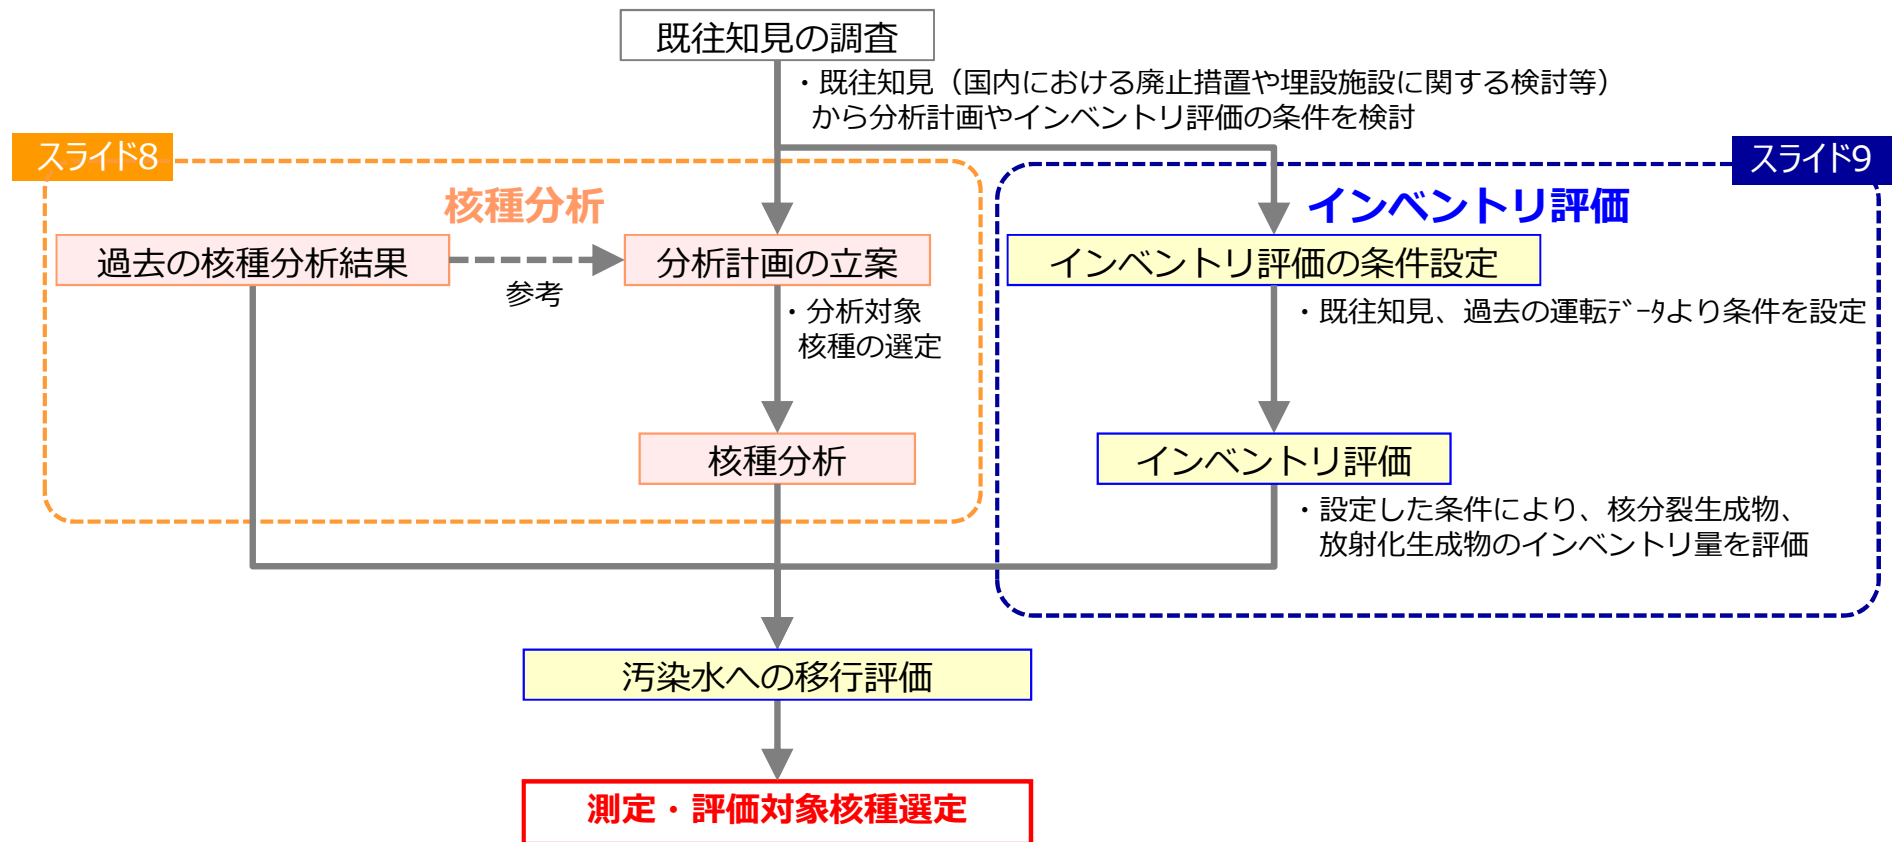 既往知見の調査
・既往知見（国内における廃止措置や埋設施設に関する検討等）
から分析計画やインベントリ評価の条件を検討
スライド8
スライド9
核種分析
インベントリ評価
過去の核種分析結果
参考
分析計画の立案
インベントリ評価の条件設定
・分析対象
核種の選定
・既往知見、過去の運転ﾃﾞｰﾀより条件を設定
核種分析
インベントリ評価
・設定した条件により、核分裂生成物、
放射化生成物のインベントリ量を評価
汚染水への移行評価
測定・評価対象核種選定